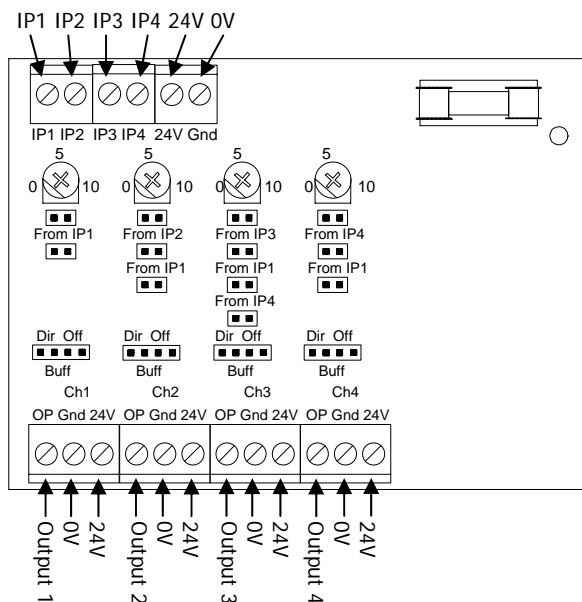 IP1 IP2 IP3 IP4 24V 0V
IP1 IP2 IP3 IP4 24V Gnd
5 5 5 5
0 10 0 10 0 10 0 10
From IP1 From IP2 From IP3 From IP4
From IP1 From IP1 From IP1
From IP4
Dir Off Dir Off Dir Off Dir Off
Buff Buff Buff Buff
Ch1 Ch2 Ch3 Ch4
OP Gnd 24V OP Gnd 24V OP Gnd 24V OP Gnd 24V
Output 1 0V 24V Output 2 0V 24V Output 3 0V 24V Output 4 0V 24V